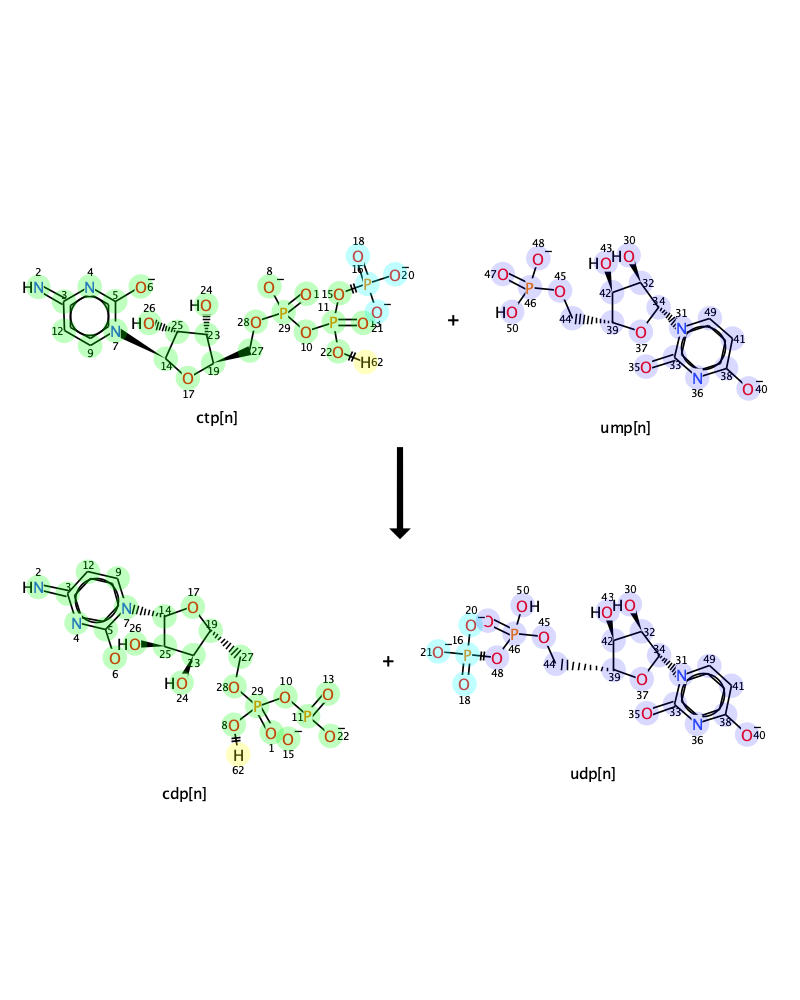 ctp[n]
+
ump[n]
cdp[n]
+
udp[n]
2 HN 3 4 N 5 O⁻ 6 7 N 9 12
26 HO 25 24 HO 23 14 17 O 19 27 28 O
8 O⁻ 29 P O 1 10 O 11 P O 15 O 16 P 18 O O⁻ 20 O⁻ 21 22 O H 62
47 O 48 O⁻ 46 P 45 O HO 50 44
43 HO 30 HO 42 32 34 39 O 37
31 N 49 41 38 O⁻ 40 N 36 33 35 O
2 HN 3 12 9 N 7 N 4 5 O 6
26 HO 14 17 O 19 25 23 HO 24 27
28 O 29 P 10 O 11 P 13 O O⁻ 22 8 O O 1 O⁻ 15 H 62
20 O⁻ 21 O⁻ 16 P 18 O O 48 O 50 OH P 46 45 O 44
43 HO 30 HO 42 32 34 39 O 37
31 N 49 41 38 O⁻ 40 N 36 33 35 O